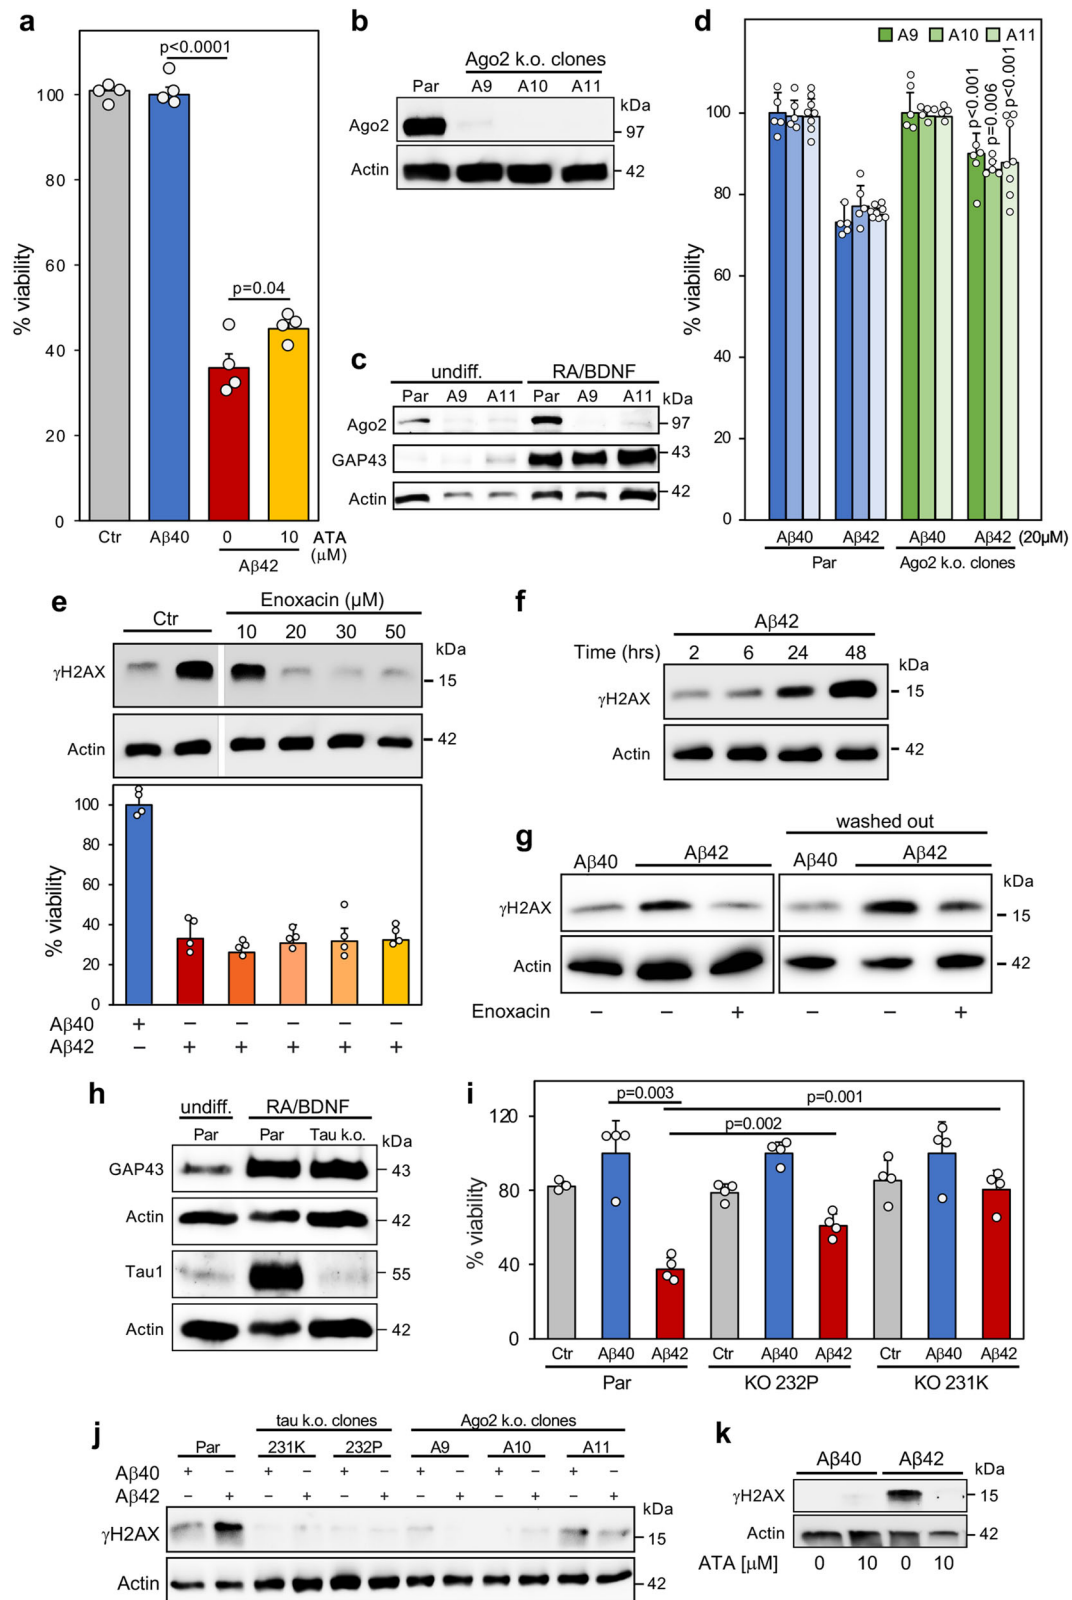 a
% viability
100
80
60
40
20
0
p<0.0001
p=0.04
Ctr Aβ40 0 10 ATA
(μM)
Aβ42
b
Ago2 k.o. clones
Par A9 A10 A11
kDa
Ago2 97
Actin 42
c
undiff. RA/BDNF
Par A9 A11 Par A9 A11 kDa
Ago2 97
GAP43 43
Actin 42
d
A9 A10 A11
% viability
100
80
60
40
20
0
p<0.001
p=0.006
p<0.001
Aβ40 Aβ42 Aβ40 Aβ42 (20μM)
Par Ago2 k.o. clones
e
Ctr Enoxacin (μM)
10 20 30 50
kDa
γH2AX 15
Actin 42
% viability
100
80
60
40
20
0
Aβ40 + − − − − −
Aβ42 − + + + + +
f
Aβ42
Time (hrs) 2 6 24 48
kDa
γH2AX 15
Actin 42
g
washed out
Aβ40 Aβ42 Aβ40 Aβ42
kDa
γH2AX 15
Actin 42
Enoxacin − − + − − +
h
undiff. RA/BDNF
Par Par Tau k.o.
kDa
GAP43 43
Actin 42
Tau1 55
Actin 42
i
% viability
120
80
40
0
p=0.003
p=0.001
p=0.002
Ctr Aβ40 Aβ42 Ctr Aβ40 Aβ42 Ctr Aβ40 Aβ42
Par KO 232P KO 231K
j
tau k.o. clones Ago2 k.o. clones
Par 231K 232P A9 A10 A11
Aβ40 + − + − + − + − + − + −
Aβ42 − + − + − + − + − + − +
kDa
γH2AX 15
Actin 42
k
Aβ40 Aβ42
kDa
γH2AX 15
Actin 42
ATA [μM] 0 10 0 10